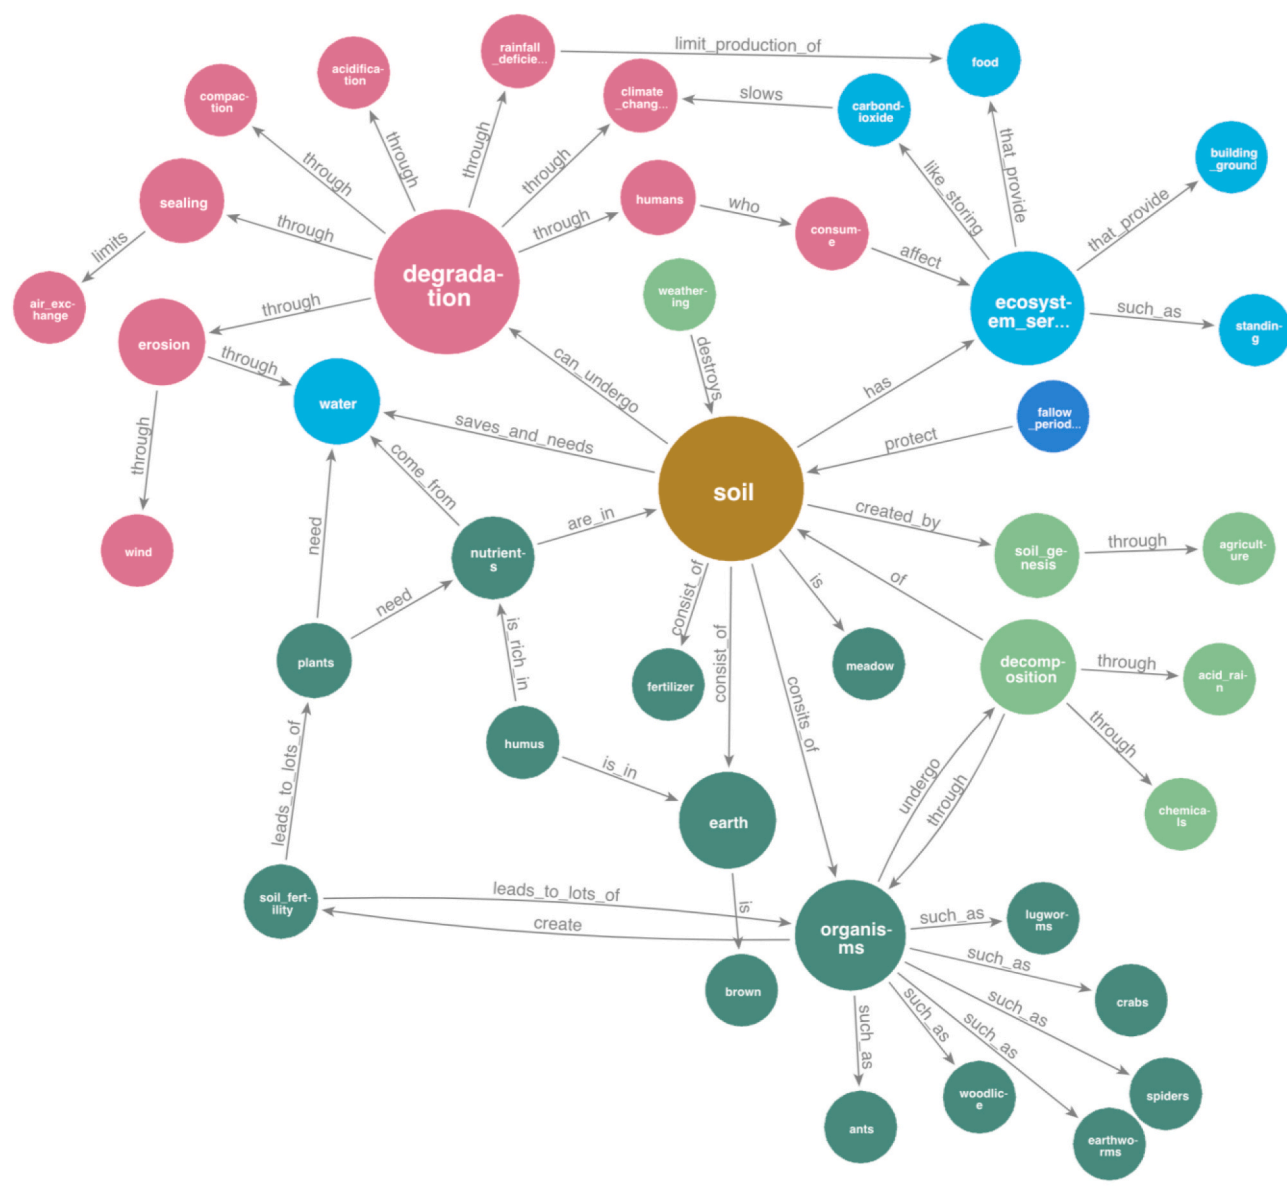 rainfall
_deficie...
limit_production_of
food
acidifica-
tion
compac-
tion
climate
_chang...
slows
carbond-
ioxide
through
through
through
through
that_provide
building
_ground
sealing
through
through
humans
who
consum-
e
like_storing
that_provide
limits
affect
degrada-
tion
weather-
ing
air_exc-
hange
through
ecosyst-
em_ser...
such_as
standin-
g
erosion
through
destroys
can_undergo
has
water
saves_and_needs
fallow
_period...
protect
through
come_from
soil
created_by
need
are_in
wind
nutrient-
s
soil_ge-
nesis
through
agricult-
ure
consist_of
is
of
need
is_rich_in
consist_of
plants
fertilizer
meadow
decomp-
osition
through
acid_rai-
n
consits_of
through
humus
is_in
leads_to_lots_of
undergo
through
chemica-
ls
earth
soil_fert-
ility
leads_to_lots_of
is
create
organis-
ms
such_as
lugwor-
ms
such_as
crabs
brown
such_as
such_as
such_as
such_as
woodlic-
e
spiders
ants
earthwo-
rms